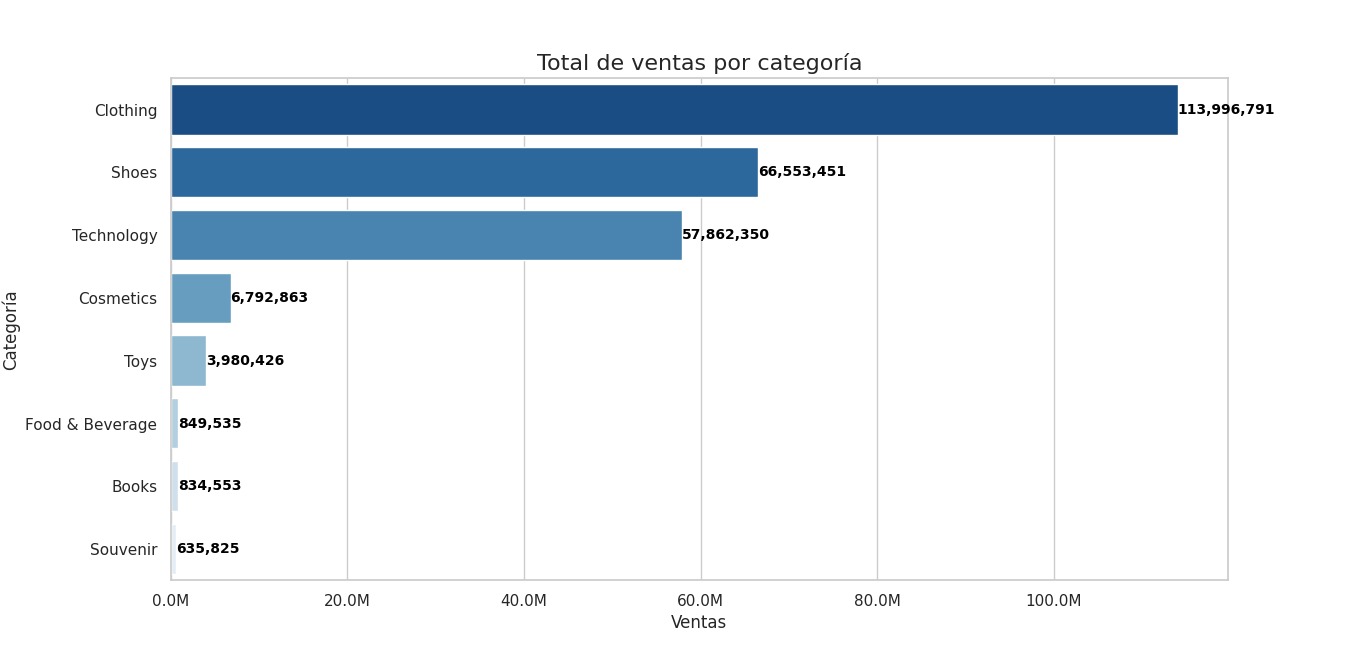 Total de ventas por categoría
Categoría
Clothing 113,996,791
Shoes 66,553,451
Technology 57,862,350
Cosmetics 6,792,863
Toys 3,980,426
Food & Beverage 849,535
Books 834,553
Souvenir 635,825
0.0M 20.0M 40.0M 60.0M 80.0M 100.0M
Ventas